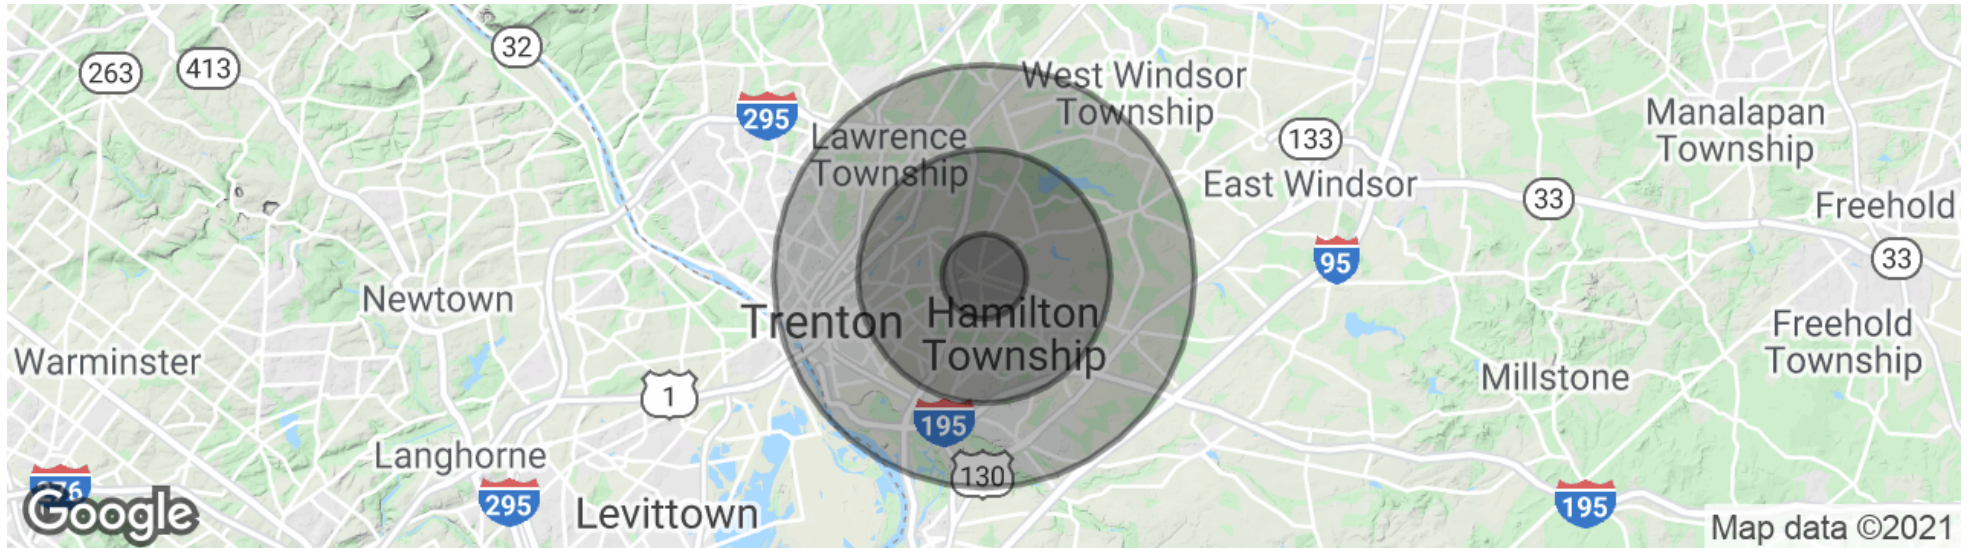 32
263
413
295
West Windsor
Township
Lawrence
Township
133
Manalapan
Township
East Windsor
33
Freehold
95
33
Newtown
Trenton
Hamilton
Township
Freehold
Township
Warminster
Millstone
1
195
Langhorne
130
295
Levittown
195
Google
Map data ©2021